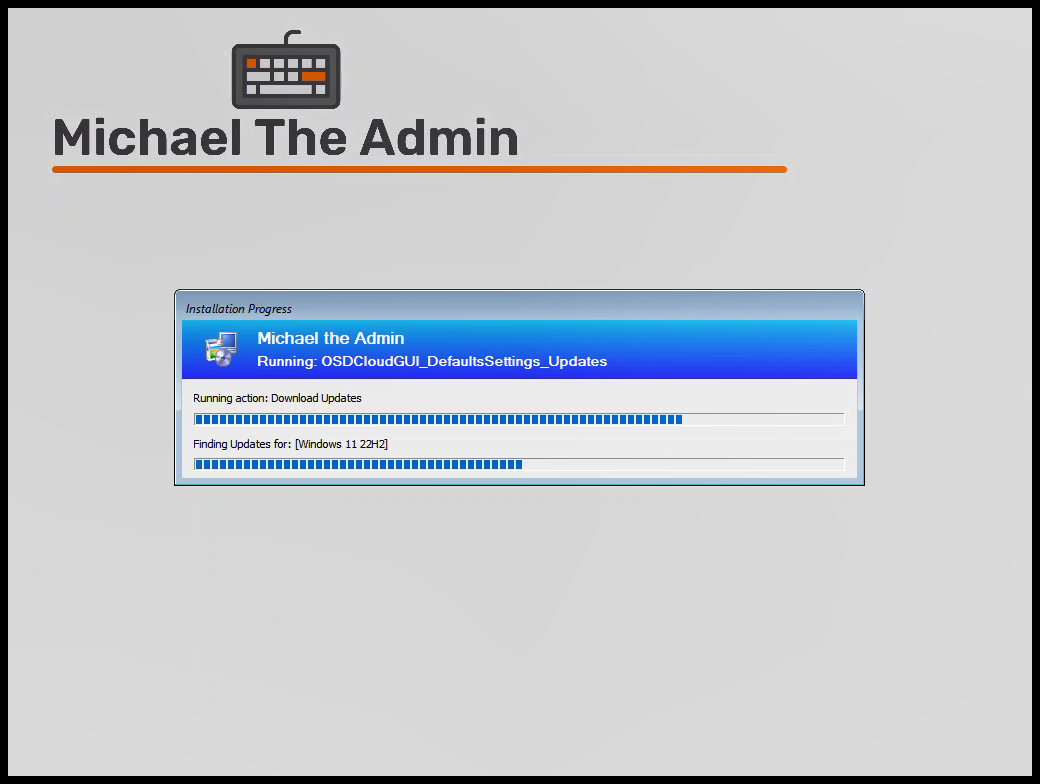 Michael The Admin
Installation Progress
Michael the Admin
Running: OSDCloudGUI_DefaultsSettings_Updates
Running action: Download Updates
Finding Updates for: [Windows 11 22H2]